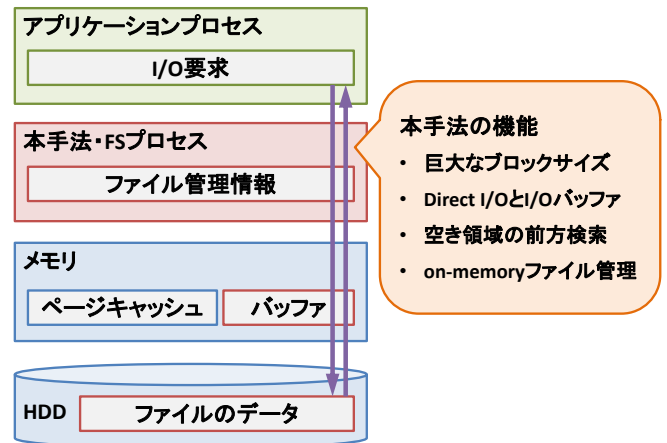 アプリケーションプロセス
I/O要求
本手法・FSプロセス
ファイル管理情報
メモリ
ページキャッシュ
バッファ
HDD
ファイルのデータ
本手法の機能
• 巨大なブロックサイズ
• Direct I/OとI/Oバッファ
• 空き領域の前方検索
• on-memoryファイル管理